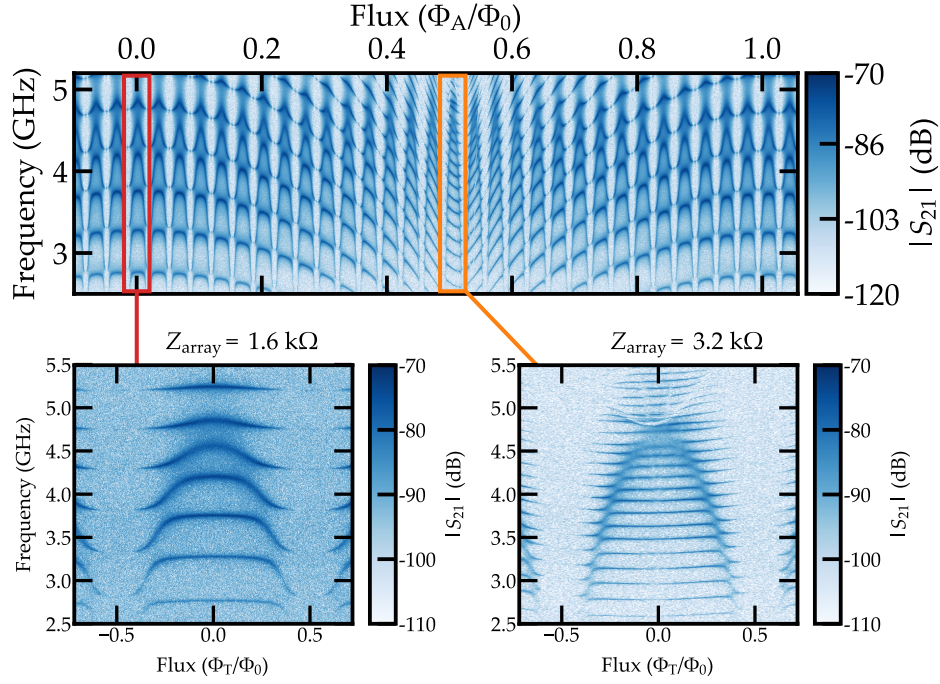 Flux (Φ_A/Φ_0)
0.0 0.2 0.4 0.6 0.8 1.0
Frequency (GHz)
5
4
3
-70
-86
-103
-120
|S_21| (dB)
Z_array = 1.6 kΩ
Frequency (GHz)
5.5
5.0
4.5
4.0
3.5
3.0
2.5
−0.5 0.0 0.5
Flux (Φ_T/Φ_0)
-70
-80
-90
-100
-110
|S_21| (dB)
Z_array = 3.2 kΩ
5.5
5.0
4.5
4.0
3.5
3.0
2.5
−0.5 0.0 0.5
Flux (Φ_T/Φ_0)
-70
-80
-90
-100
-110
|S_21| (dB)